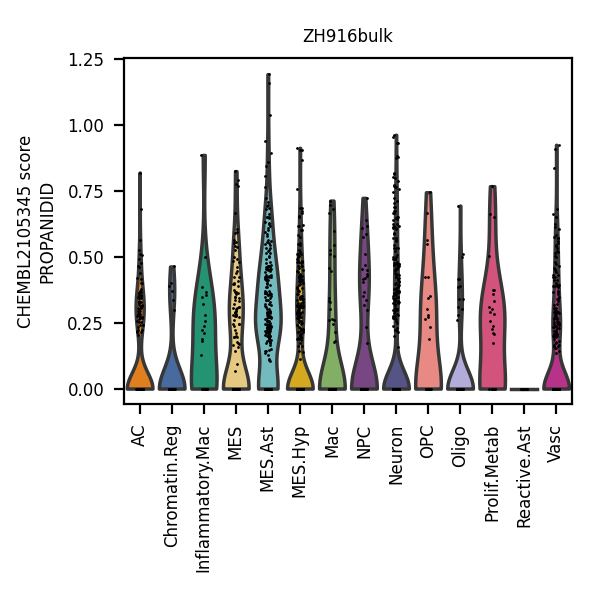 ZH916bulk
CHEMBL2105345 score
PROPANIDID
1.25
1.00
0.75
0.50
0.25
0.00
AC
Chromatin.Reg
Inflammatory.Mac
MES
MES.Ast
MES.Hyp
Mac
NPC
Neuron
OPC
Oligo
Prolif.Metab
Reactive.Ast
Vasc